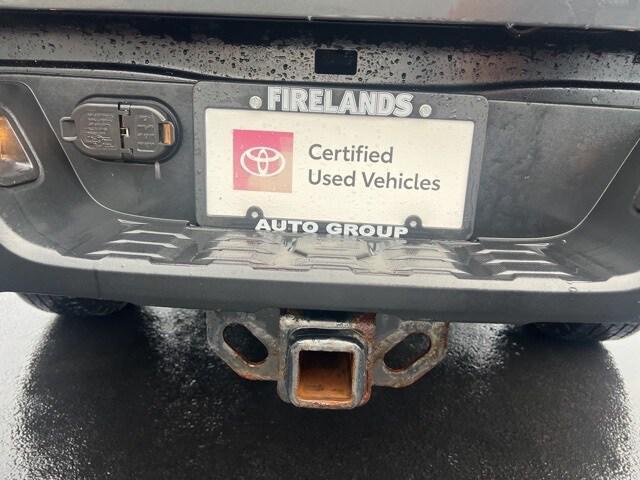 FIRELANDS
Certified
Used Vehicles
AUTO GROUP